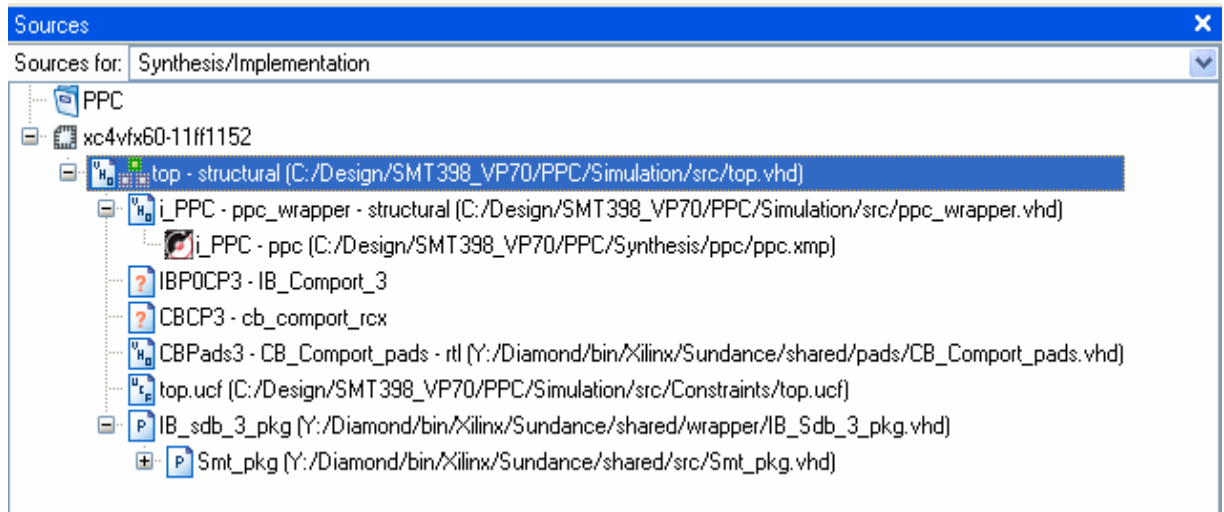 Sources
Sources for: Synthesis/Implementation
PPC
xc4vfx60-11ff1152
top - structural (C:/Design/SMT398_VP70/PPC/Simulation/src/top.vhd)
i_PPC - ppc_wrapper - structural (C:/Design/SMT398_VP70/PPC/Simulation/src/ppc_wrapper.vhd)
i_PPC - ppc (C:/Design/SMT398_VP70/PPC/Synthesis/ppc/ppc.xmp)
IBP0CP3 - IB_Comport_3
CBCP3 - cb_comport_rcx
CBPads3 - CB_Comport_pads - rtl (Y:/Diamond/bin/Xilinx/Sundance/shared/pads/CB_Comport_pads.vhd)
top.ucf (C:/Design/SMT398_VP70/PPC/Simulation/src/Constraints/top.ucf)
IB_sdb_3_pkg (Y:/Diamond/bin/Xilinx/Sundance/shared/wrapper/IB_Sdb_3_pkg.vhd)
Smt_pkg (Y:/Diamond/bin/Xilinx/Sundance/shared/src/Smt_pkg.vhd)